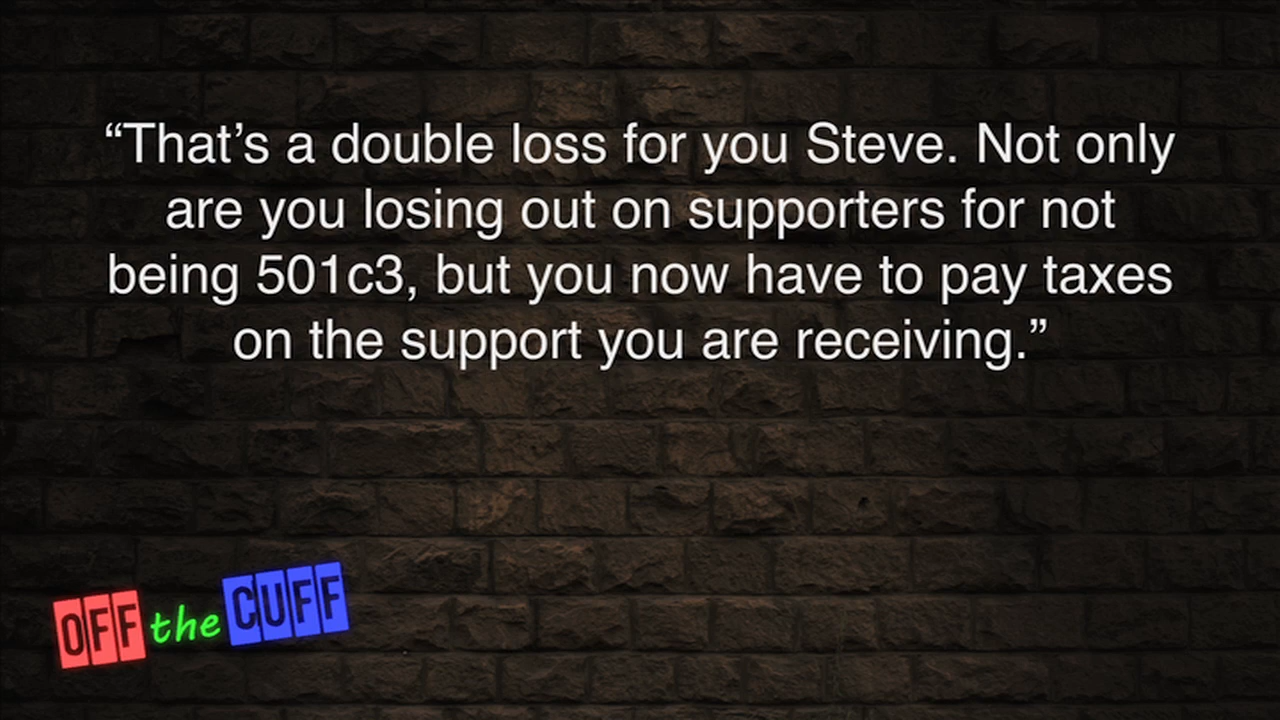 “That’s a double loss for you Steve. Not only
are you losing out on supporters for not
being 501c3, but you now have to pay taxes
on the support you are receiving.”
OFF the CUFF